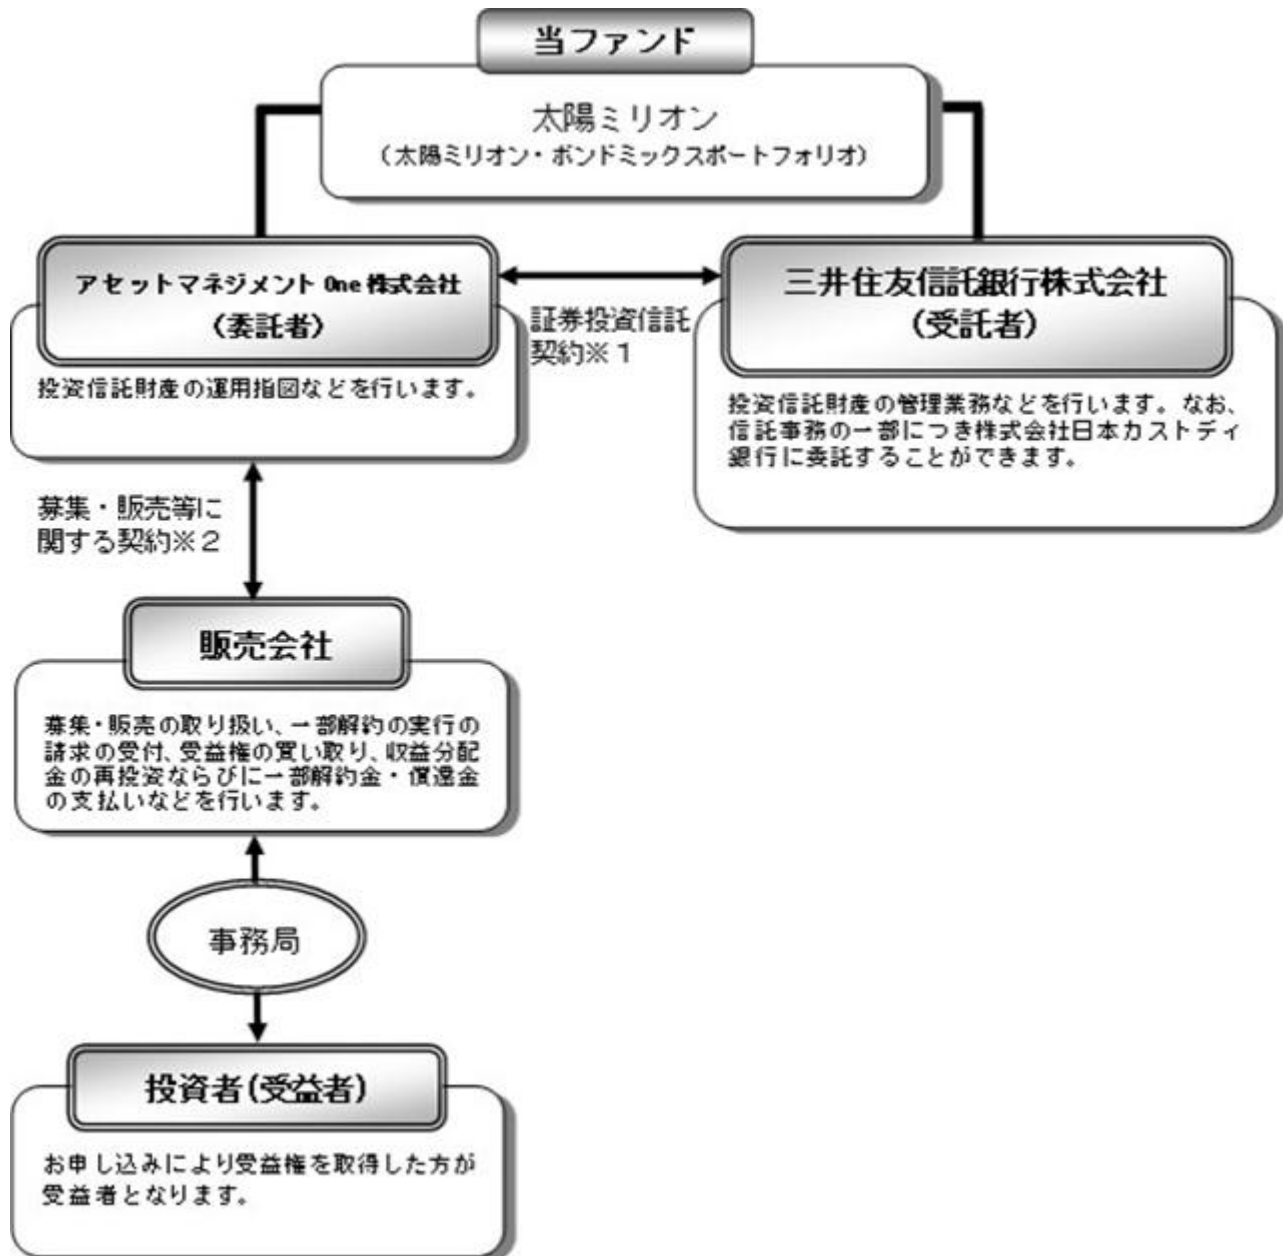 当ファンド
太陽ミリオン
（太陽ミリオン・ボンドミックスポートフォリオ）
アセットマネジメントOne株式会社
（委託者）
投資信託財産の運用指図などを行います。
証券投資信託
契約※1
三井住友信託銀行株式会社
（受託者）
投資信託財産の管理業務などを行います。なお、
信託事務の一部につき株式会社日本カストディ
銀行に委託することができます。
募集・販売等に
関する契約※2
販売会社
募集・販売の取り扱い、一部解約の実行の
請求の受付、受益権の買い取り、収益分配
金の再投資ならびに一部解約金・償還金
の支払いなどを行います。
事務局
投資者(受益者)
お申し込みにより受益権を取得した方が
受益者となります。